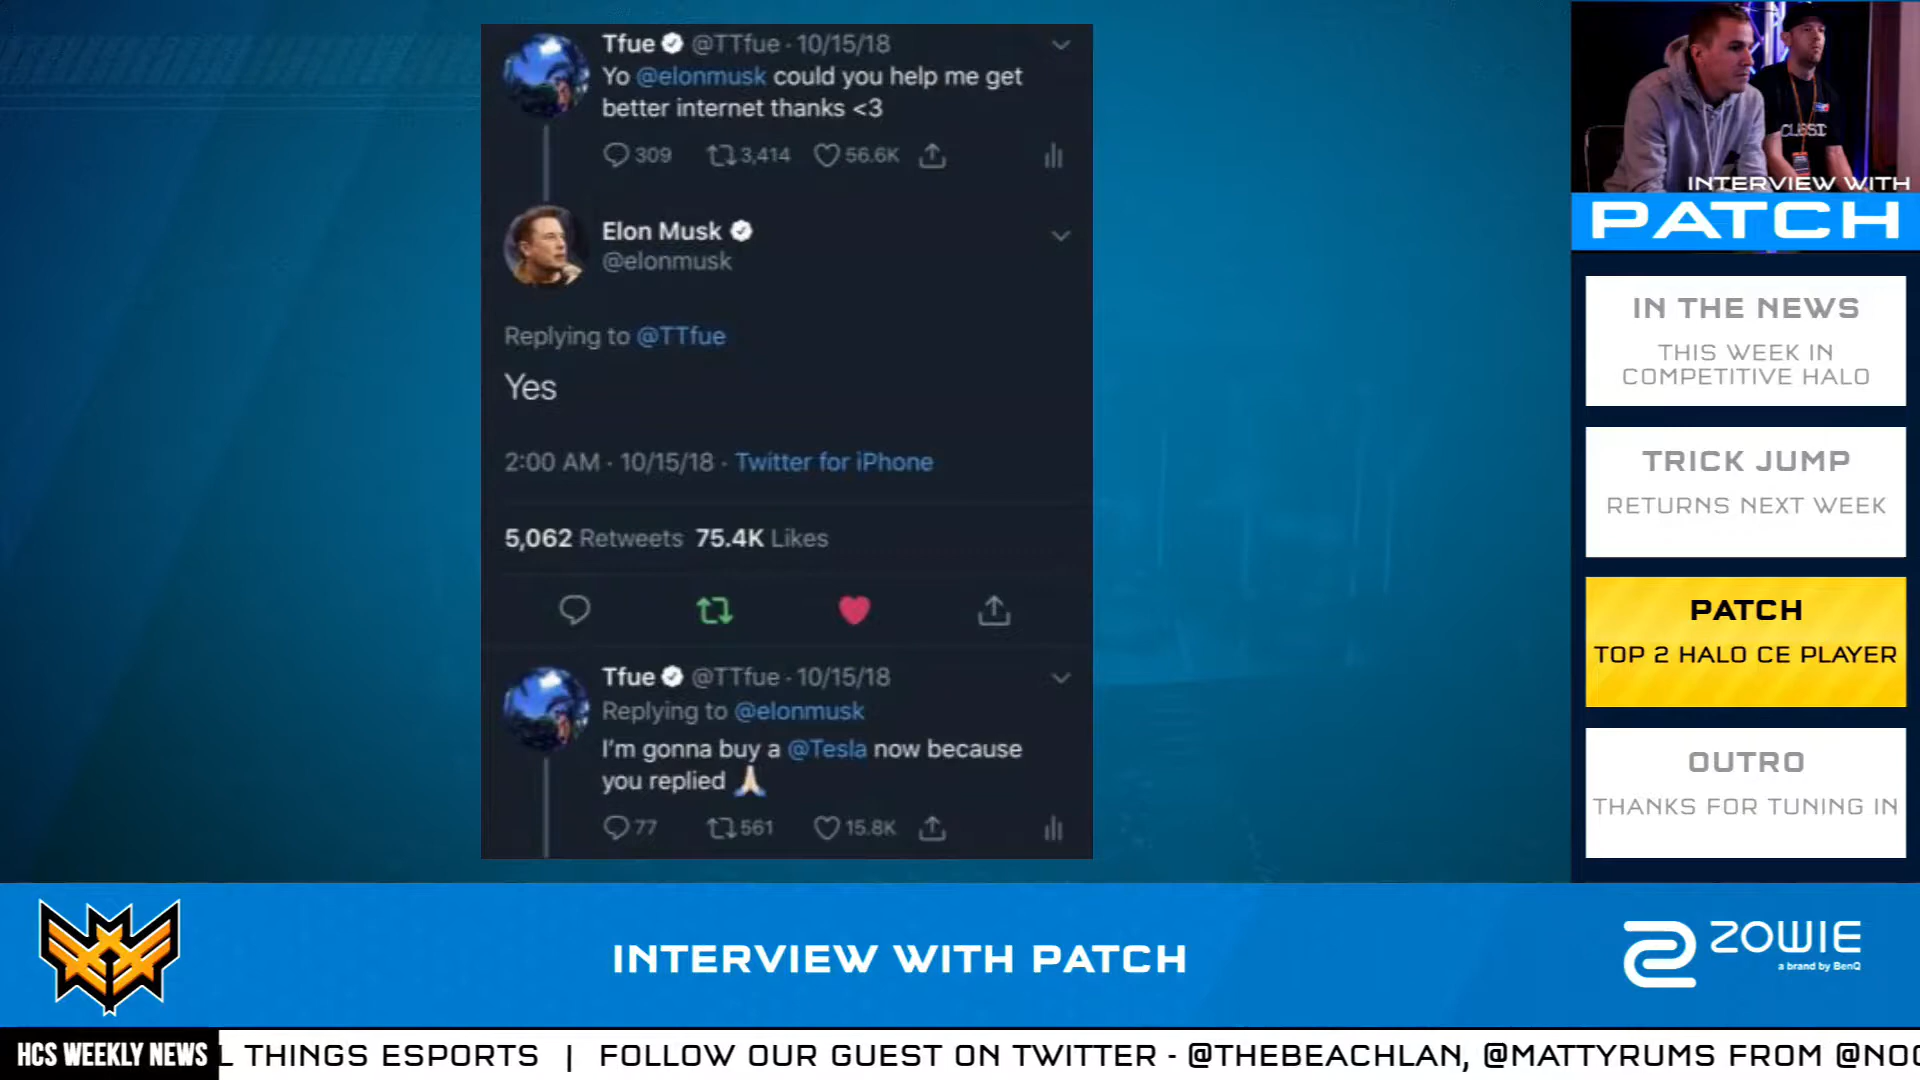 Tfue @TTfue · 10/15/18
Yo @elonmusk could you help me get
better internet thanks <3
309 3,414 56.6K
Elon Musk
@elonmusk
Replying to @TTfue
Yes
2:00 AM · 10/15/18 · Twitter for iPhone
5,062 Retweets 75.4K Likes
Tfue @TTfue · 10/15/18
Replying to @elonmusk
I'm gonna buy a @Tesla now because
you replied 🙏🏻
77 561 15.8K
CLASSIC
INTERVIEW WITH
PATCH
IN THE NEWS
THIS WEEK IN
COMPETITIVE HALO
TRICK JUMP
RETURNS NEXT WEEK
PATCH
TOP 2 HALO CE PLAYER
OUTRO
THANKS FOR TUNING IN
INTERVIEW WITH PATCH
ZOWIE
a brand by BenQ
HCS WEEKLY NEWS
L THINGS ESPORTS | FOLLOW OUR GUEST ON TWITTER - @THEBEACHLAN, @MATTYRUMS FROM @NO